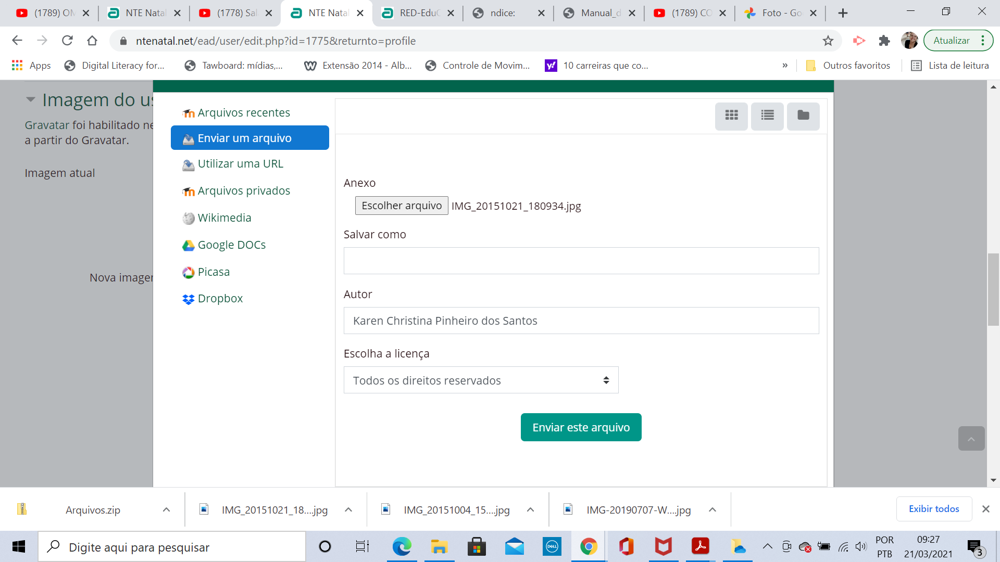 (1789) OM
NTE Natal
(1778) Sal
NTE Natal
RED-EduC
ndice:
Manual_d
(1789) CO
Foto - Goo
ntenatal.net/ead/user/edit.php?id=1775&returnto=profile
Atualizar
Apps
Digital Literacy for...
Tawboard: mídias,...
Extensão 2014 - Alb...
Controle de Movim...
10 carreiras que co...
»
Outros favoritos
Lista de leitura
Imagem do us
Gravatar foi habilitado ne
a partir do Gravatar.
Imagem atual
Nova imagem
Arquivos recentes
Enviar um arquivo
Utilizar uma URL
Arquivos privados
Wikimedia
Google DOCs
Picasa
Dropbox
Anexo
Escolher arquivo IMG_20151021_180934.jpg
Salvar como
Autor
Karen Christina Pinheiro dos Santos
Escolha a licença
Todos os direitos reservados
Enviar este arquivo
Arquivos.zip
IMG_20151021_18....jpg
IMG_20151004_15....jpg
IMG-20190707-W....jpg
Exibir todos
Digite aqui para pesquisar
DELL
POR
PTB
09:27
21/03/2021
3